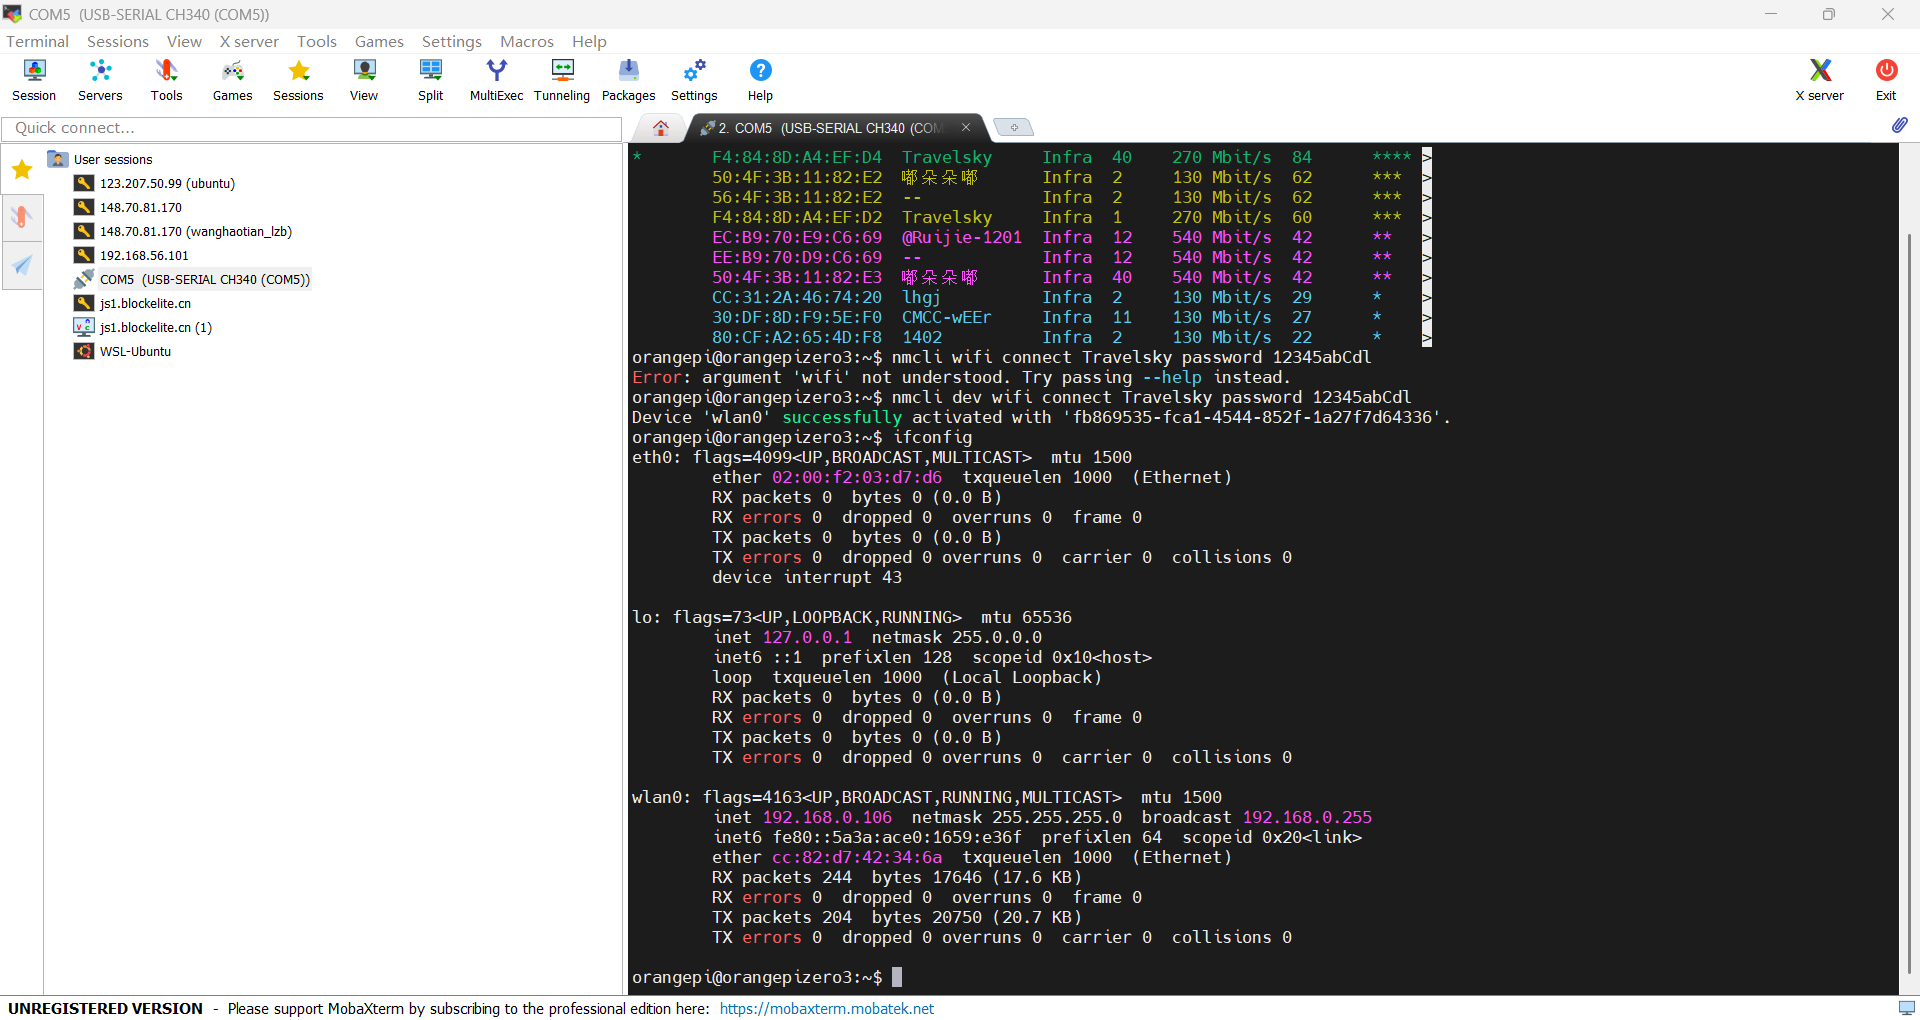 COM5  (USB-SERIAL CH340 (COM5))
Terminal Sessions View X server Tools Games Settings Macros Help
Session Servers Tools Games Sessions View Split MultiExec Tunneling Packages Settings Help X server Exit
Quick connect...
2. COM5  (USB-SERIAL CH340 (COM
User sessions
123.207.50.99 (ubuntu)
148.70.81.170
148.70.81.170 (wanghaotian_lzb)
192.168.56.101
COM5  (USB-SERIAL CH340 (COM5))
js1.blockelite.cn
js1.blockelite.cn (1)
WSL-Ubuntu
*       F4:84:8D:A4:EF:D4  Travelsky     Infra  40    270 Mbit/s  84      **** >
        50:4F:3B:11:82:E2  嘟朵朵嘟      Infra  2     130 Mbit/s  62      ***  >
        56:4F:3B:11:82:E2  --            Infra  2     130 Mbit/s  62      ***  >
        F4:84:8D:A4:EF:D2  Travelsky     Infra  1     270 Mbit/s  60      ***  >
        EC:B9:70:E9:C6:69  @Ruijie-1201  Infra  12    540 Mbit/s  42      **   >
        EE:B9:70:D9:C6:69  --            Infra  12    540 Mbit/s  42      **   >
        50:4F:3B:11:82:E3  嘟朵朵嘟      Infra  40    540 Mbit/s  42      **   >
        CC:31:2A:46:74:20  lhgj          Infra  2     130 Mbit/s  29      *    >
        30:DF:8D:F9:5E:F0  CMCC-wEEr     Infra  11    130 Mbit/s  27      *    >
        80:CF:A2:65:4D:F8  1402          Infra  2     130 Mbit/s  22      *    >
orangepi@orangepizero3:~$ nmcli wifi connect Travelsky password 12345abCdl
Error: argument 'wifi' not understood. Try passing --help instead.
orangepi@orangepizero3:~$ nmcli dev wifi connect Travelsky password 12345abCdl
Device 'wlan0' successfully activated with 'fb869535-fca1-4544-852f-1a27f7d64336'.
orangepi@orangepizero3:~$ ifconfig
eth0: flags=4099<UP,BROADCAST,MULTICAST>  mtu 1500
        ether 02:00:f2:03:d7:d6  txqueuelen 1000  (Ethernet)
        RX packets 0  bytes 0 (0.0 B)
        RX errors 0  dropped 0  overruns 0  frame 0
        TX packets 0  bytes 0 (0.0 B)
        TX errors 0  dropped 0 overruns 0  carrier 0  collisions 0
        device interrupt 43
lo: flags=73<UP,LOOPBACK,RUNNING>  mtu 65536
        inet 127.0.0.1  netmask 255.0.0.0
        inet6 ::1  prefixlen 128  scopeid 0x10<host>
        loop  txqueuelen 1000  (Local Loopback)
        RX packets 0  bytes 0 (0.0 B)
        RX errors 0  dropped 0  overruns 0  frame 0
        TX packets 0  bytes 0 (0.0 B)
        TX errors 0  dropped 0 overruns 0  carrier 0  collisions 0
wlan0: flags=4163<UP,BROADCAST,RUNNING,MULTICAST>  mtu 1500
        inet 192.168.0.106  netmask 255.255.255.0  broadcast 192.168.0.255
        inet6 fe80::5a3a:ace0:1659:e36f  prefixlen 64  scopeid 0x20<link>
        ether cc:82:d7:42:34:6a  txqueuelen 1000  (Ethernet)
        RX packets 244  bytes 17646 (17.6 KB)
        RX errors 0  dropped 0  overruns 0  frame 0
        TX packets 204  bytes 20750 (20.7 KB)
        TX errors 0  dropped 0 overruns 0  carrier 0  collisions 0
orangepi@orangepizero3:~$
UNREGISTERED VERSION  -  Please support MobaXterm by subscribing to the professional edition here:  https://mobaxterm.mobatek.net